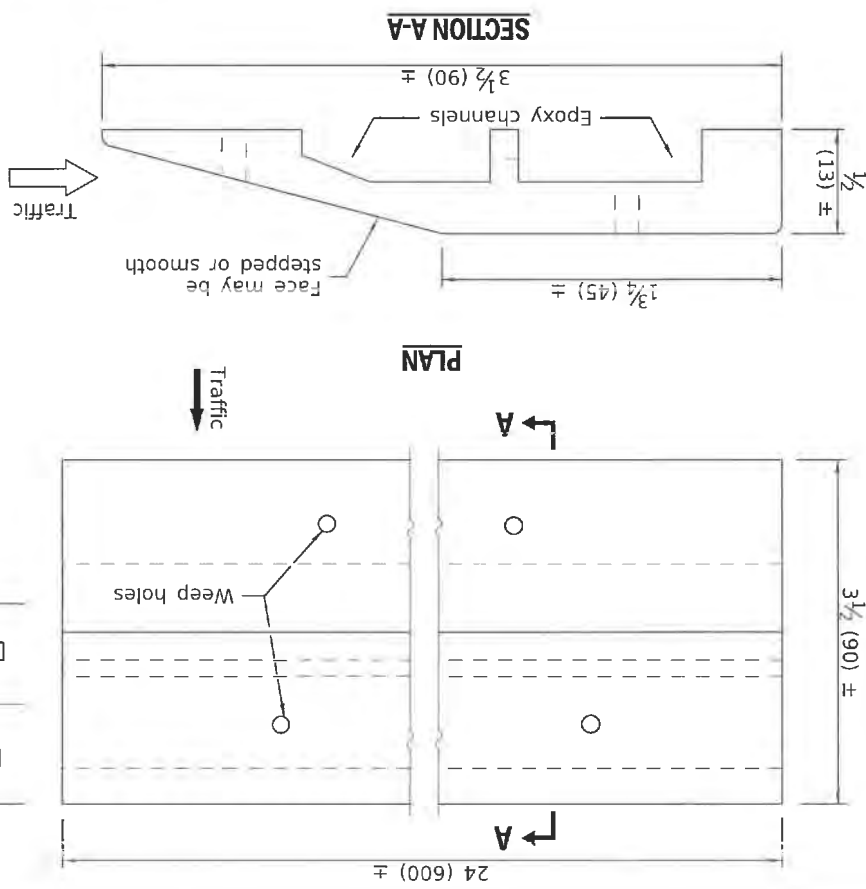 24 (600) ±
A
3½ (90) ±
Weep holes
A
Traffic
PLAN
1¾ (45) ±
Face may be
stepped or smooth
Traffic
½
(13) ±
Epoxy channels
3½ (90) ±
SECTION A-A